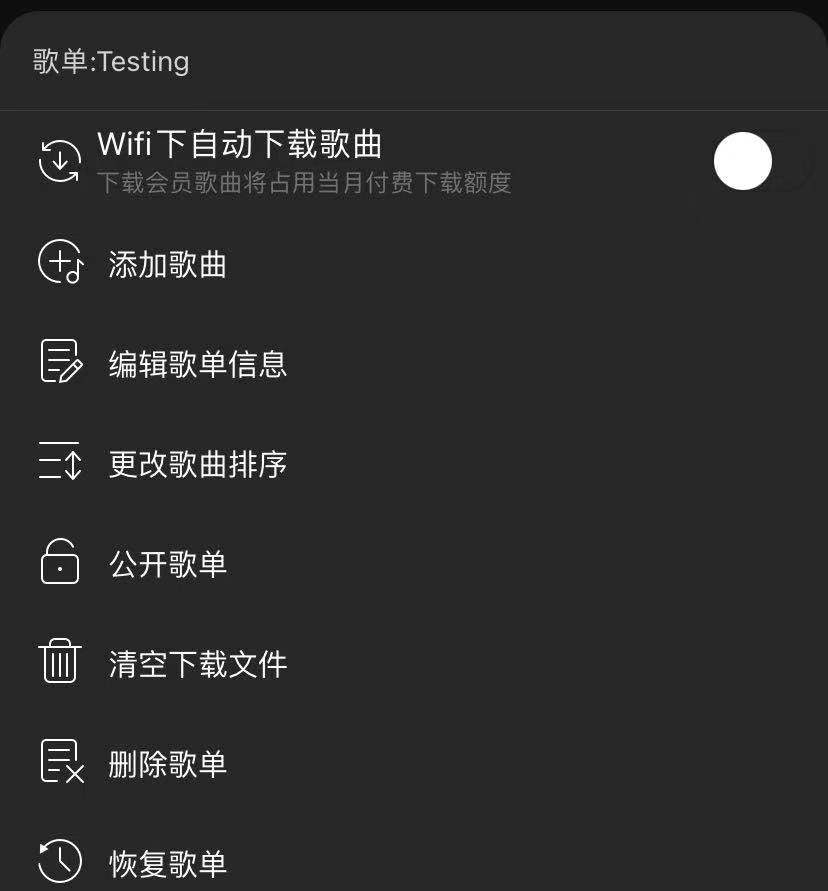 歌单:Testing
Wifi下自动下载歌曲
下载会员歌曲将占用当月付费下载额度
添加歌曲
编辑歌单信息
更改歌曲排序
公开歌单
清空下载文件
删除歌单
恢复歌单